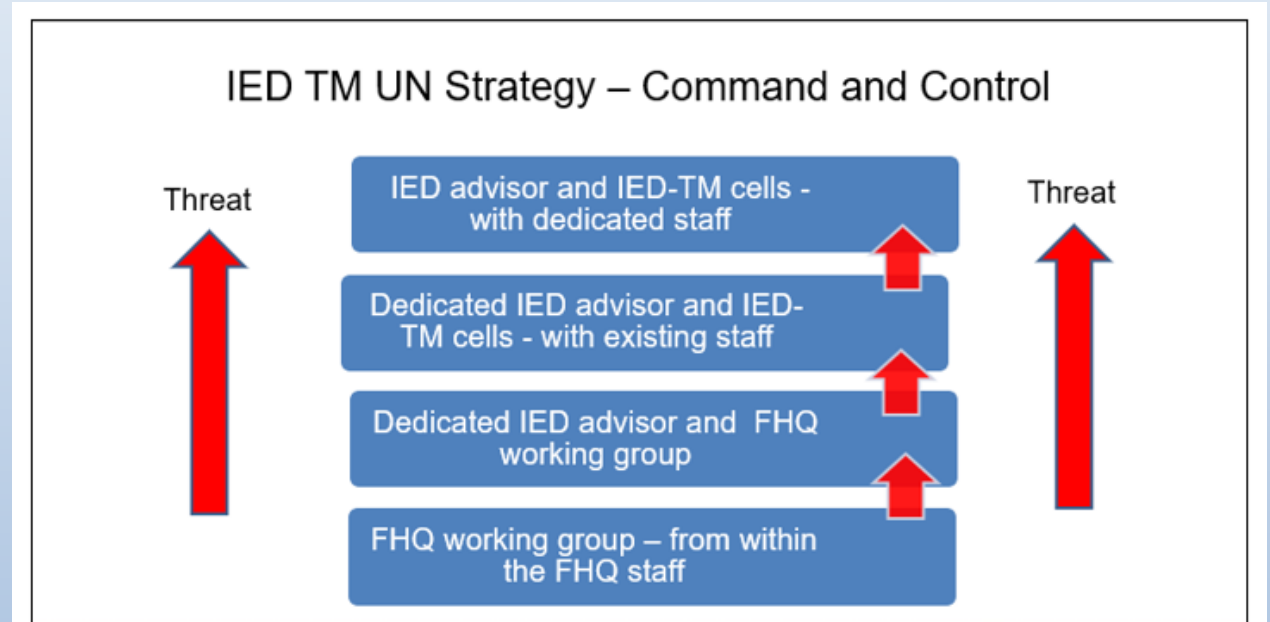 IED TM UN Strategy – Command and Control
Threat
Threat
IED advisor and IED-TM cells -
with dedicated staff
Dedicated IED advisor and IED-
TM cells - with existing staff
Dedicated IED advisor and  FHQ
working group
FHQ working group – from within
the FHQ staff